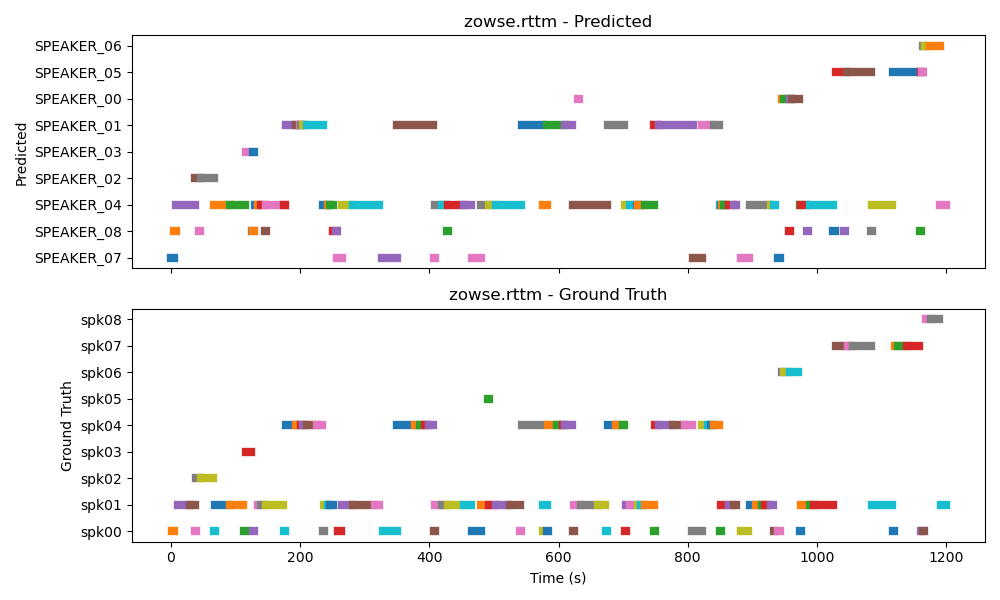 zowse.rttm - Predicted
SPEAKER_06
SPEAKER_05
SPEAKER_00
SPEAKER_01
SPEAKER_03
SPEAKER_02
SPEAKER_04
SPEAKER_08
SPEAKER_07
Predicted
zowse.rttm - Ground Truth
spk08
spk07
spk06
spk05
spk04
spk03
spk02
spk01
spk00
Ground Truth
0 200 400 600 800 1000 1200
Time (s)